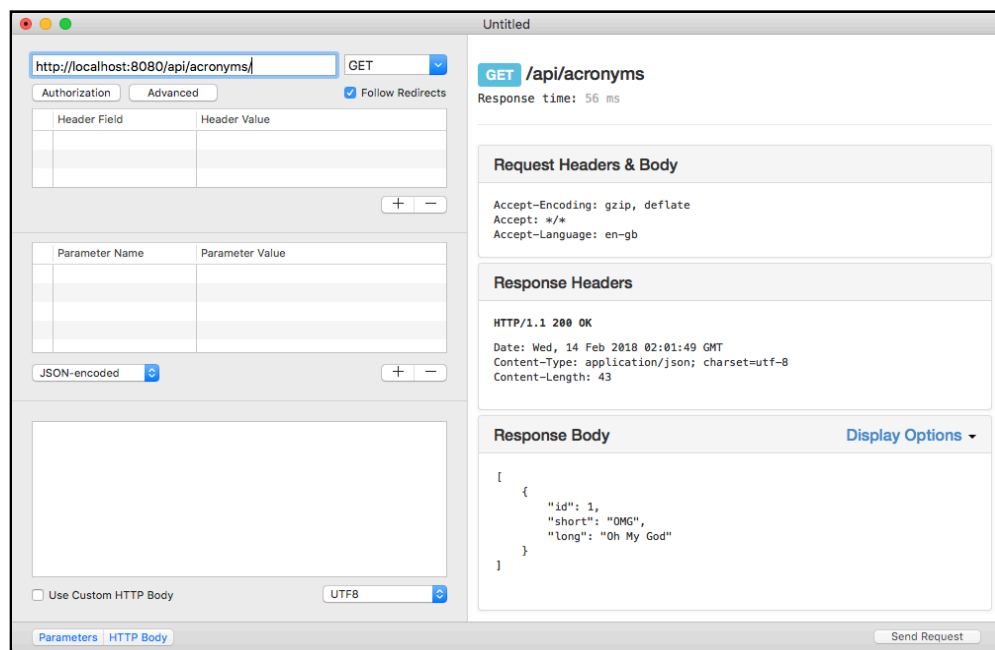 Untitled
http://localhost:8080/api/acronyms/
GET
Authorization
Advanced
Follow Redirects
Header Field
Header Value
+
−
Parameter Name
Parameter Value
JSON-encoded
+
−
Use Custom HTTP Body
UTF8
Parameters
HTTP Body
GET /api/acronyms
Response time: 56 ms
Request Headers & Body
Accept-Encoding: gzip, deflate
Accept: */*
Accept-Language: en-gb
Response Headers
HTTP/1.1 200 OK
Date: Wed, 14 Feb 2018 02:01:49 GMT
Content-Type: application/json; charset=utf-8
Content-Length: 43
Response Body
Display Options
[
{
"id": 1,
"short": "OMG",
"long": "Oh My God"
}
]
Send Request